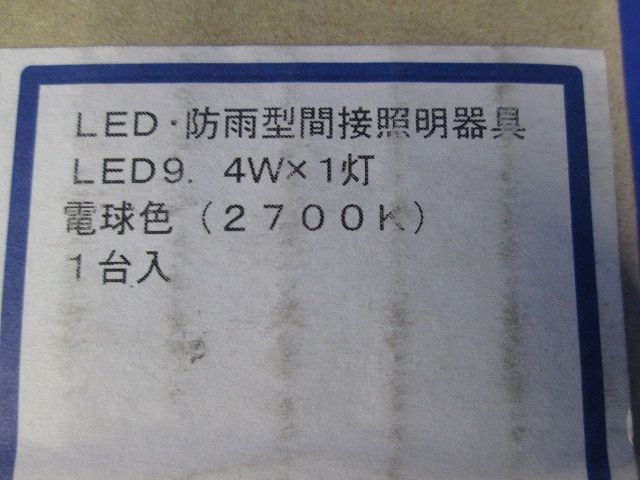 ＬＥＤ・防雨型間接照明器具
ＬＥＤ９．４Ｗ×１灯
電球色（２７００Ｋ）
１台入